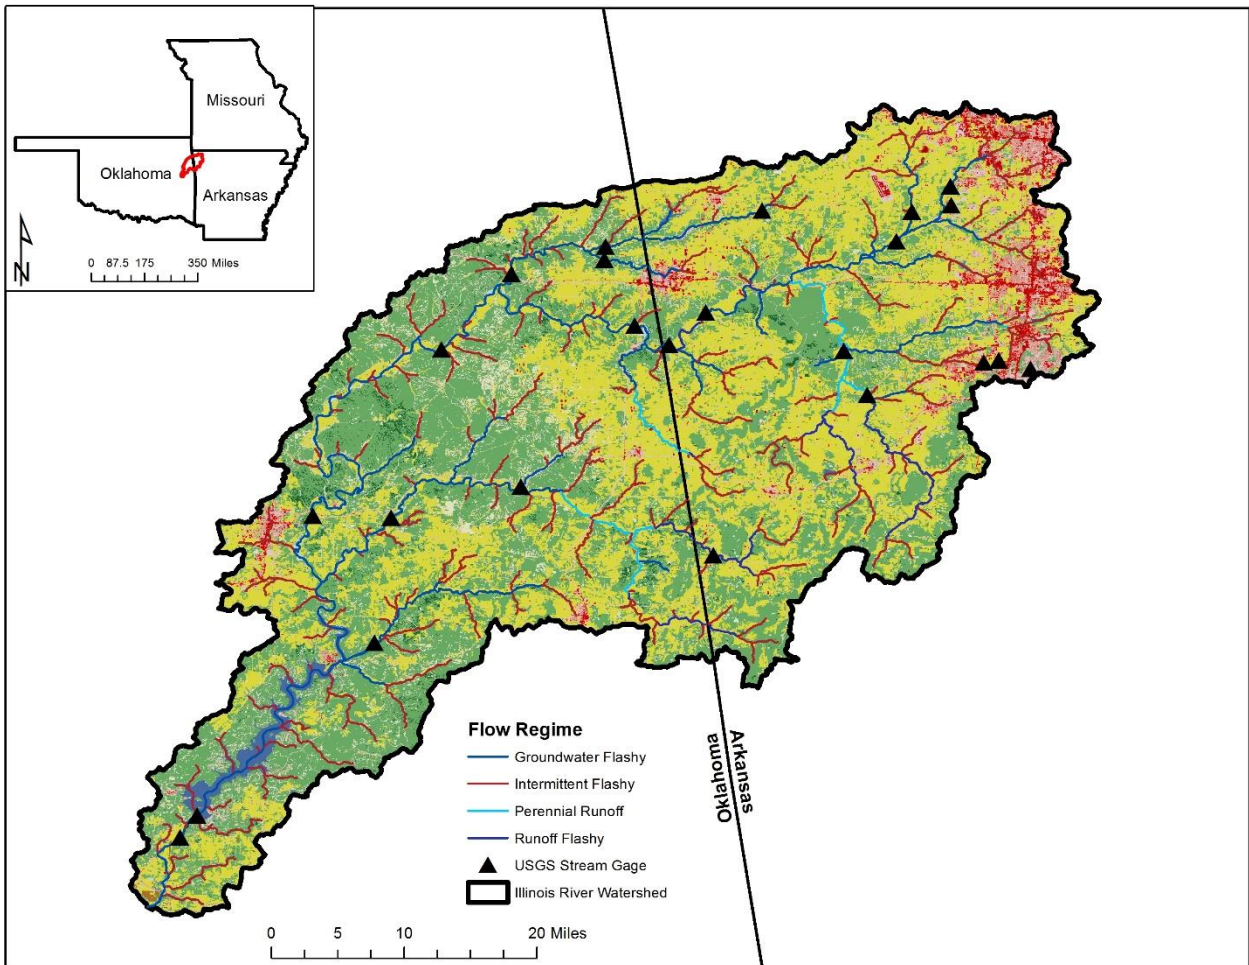 Missouri
Oklahoma
Arkansas
N
0 87.5 175 350 Miles
Arkansas
Oklahoma
Flow Regime
Groundwater Flashy
Intermittent Flashy
Perennial Runoff
Runoff Flashy
USGS Stream Gage
Illinois River Watershed
0 5 10 20 Miles